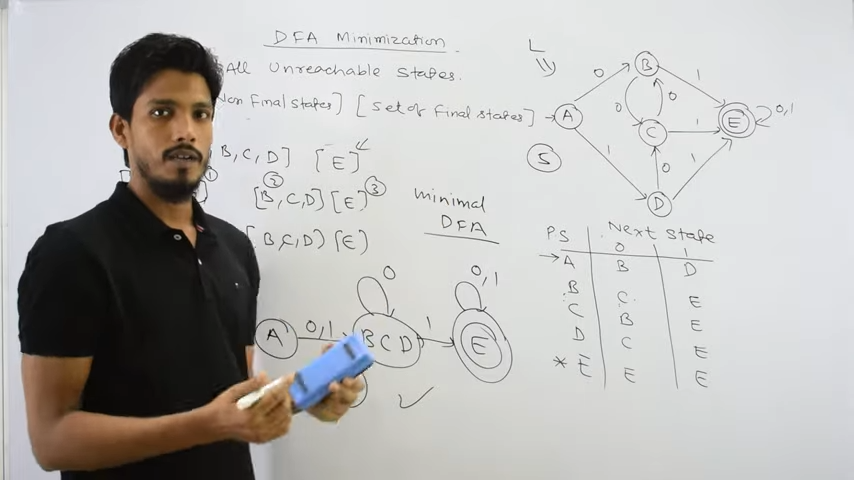 DFA Minimization
All Unreachable states.
Non Final states] [set of Final states]
B, C, D] [E]
1
2
3
[B, C, D] [E]
[B, C, D) [E]
minimal
DFA
A
0,1
0
BCD
1
0,1
E
L
5
A
0
1
B
0
0
C
1
1
0
D
1
E
0,1
PS Next State
0 1
→ A B D
B C E
C B E
D C E
* E E E